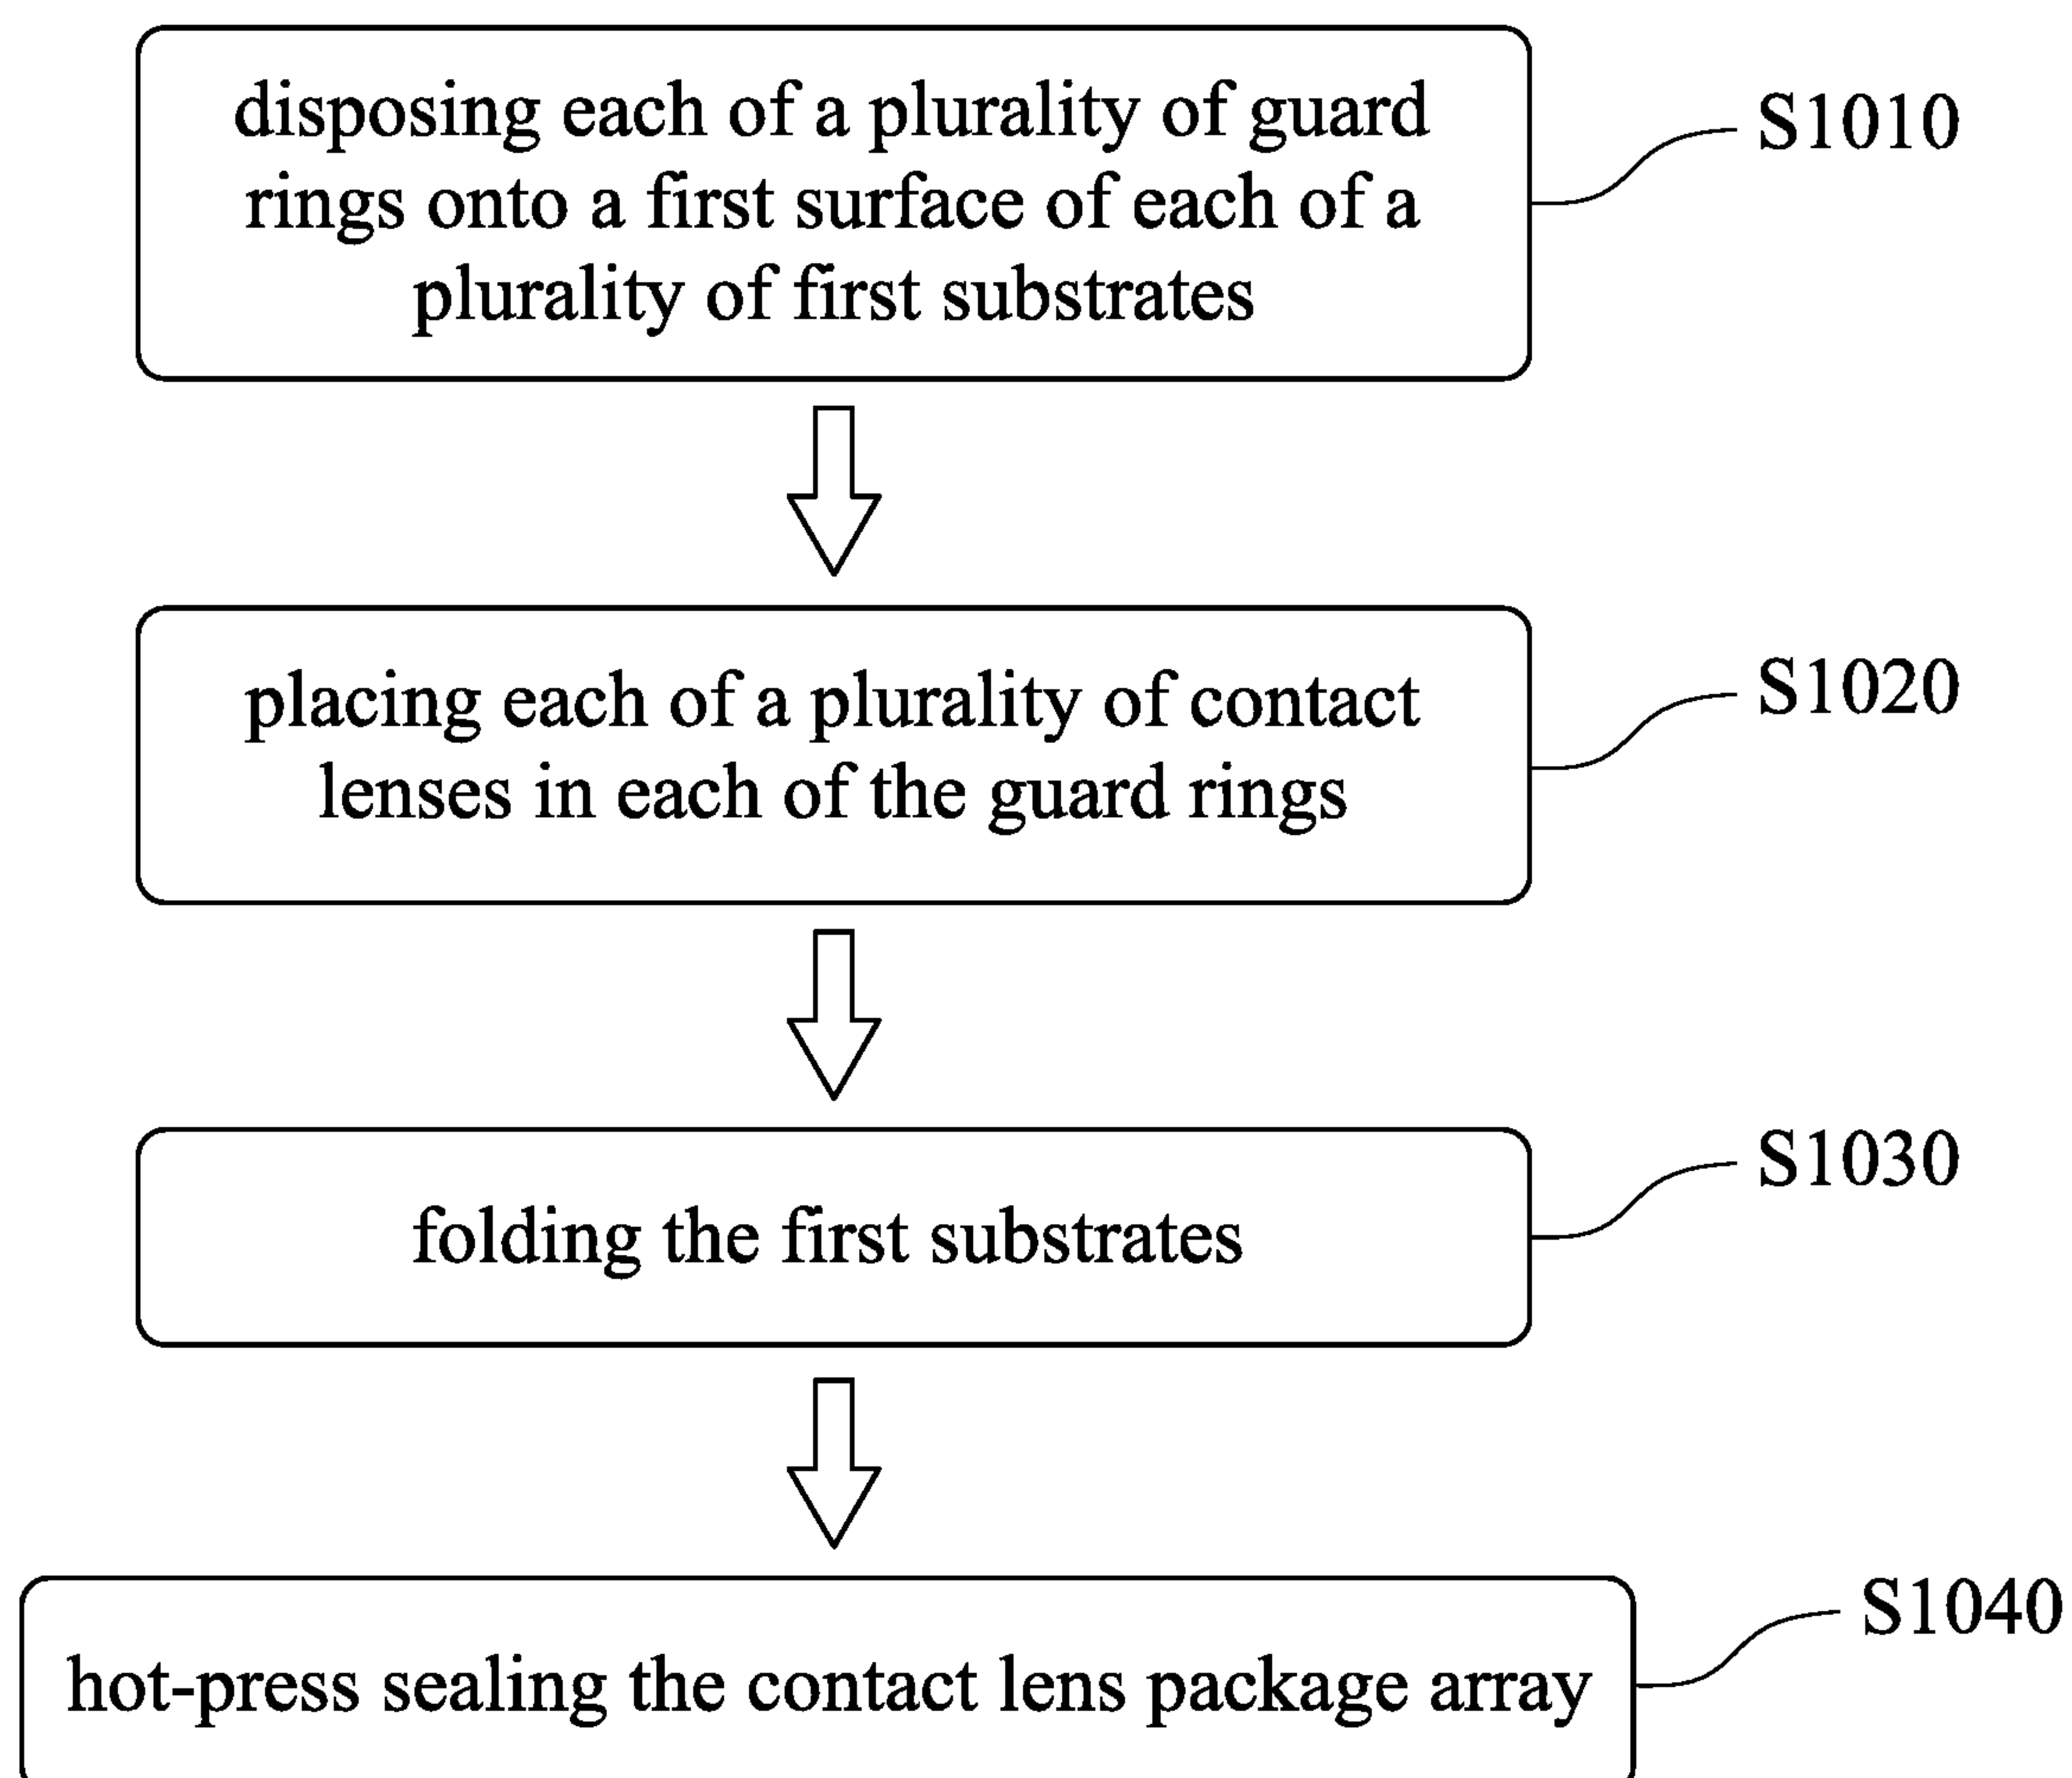 disposing each of a plurality of guard
rings onto a first surface of each of a
plurality of first substrates
S1010
placing each of a plurality of contact
lenses in each of the guard rings
S1020
folding the first substrates
S1030
hot-press sealing the contact lens package array
S1040